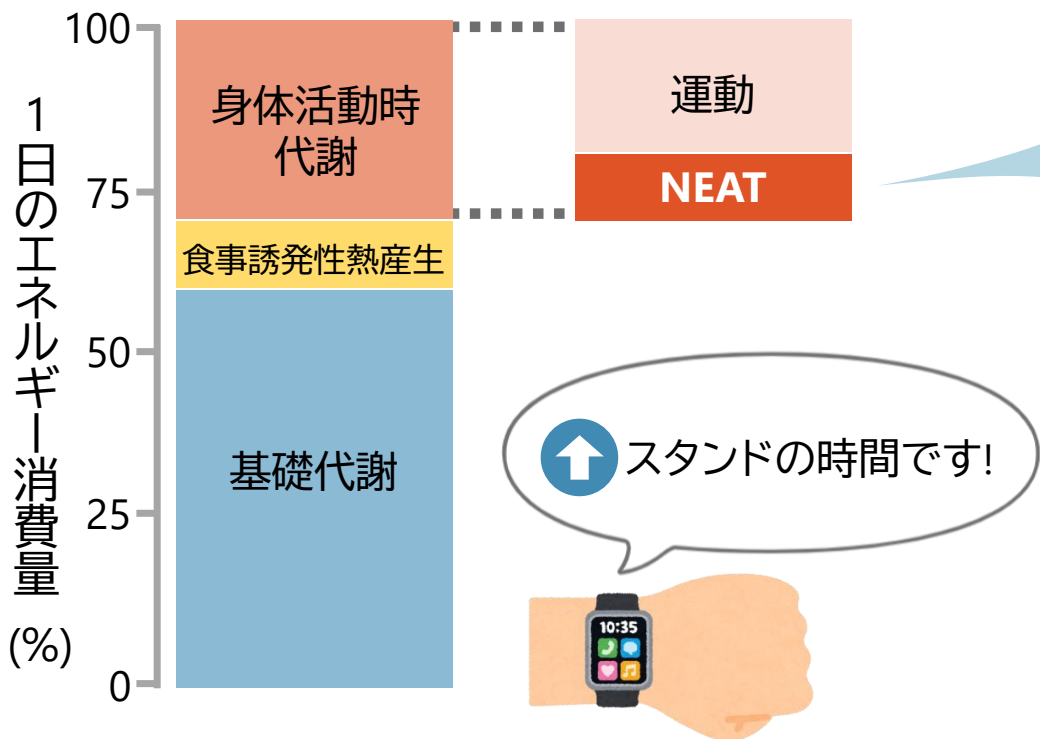 1日のエネルギー消費量
(%)
100
75
50
25
0
身体活動時
代謝
食事誘発性熱産生
基礎代謝
運動
NEAT
スタンドの時間です!
10:35